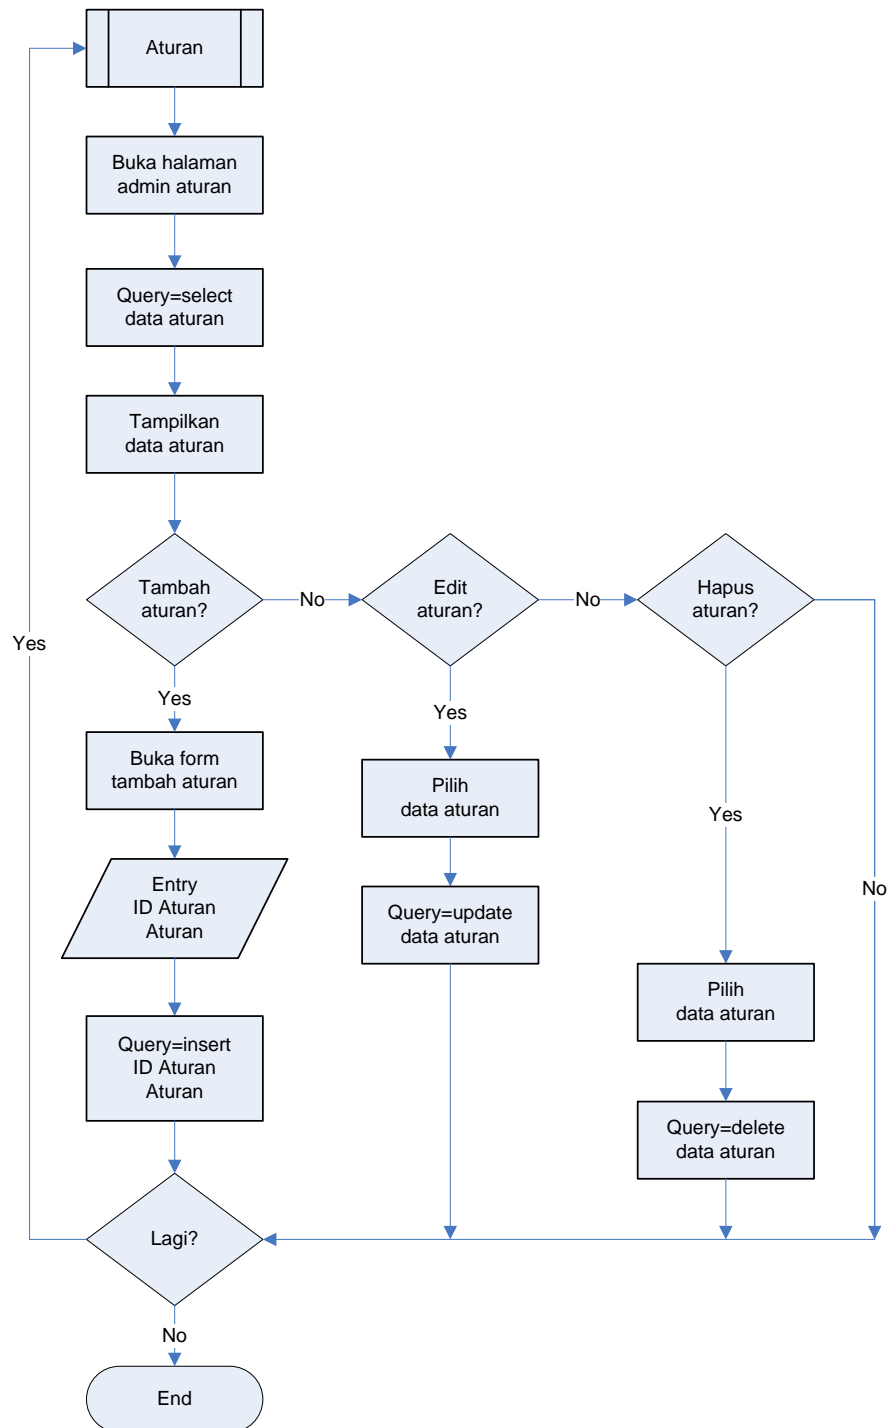 Aturan
Buka halaman
admin aturan
Query=select
data aturan
Tampilkan
data aturan
Tambah
aturan?
No
Edit
aturan?
No
Hapus
aturan?
Yes
Yes
Yes
Buka form
tambah aturan
Pilih
data aturan
Yes
No
Entry
ID Aturan
Aturan
Query=update
data aturan
Pilih
data aturan
Query=insert
ID Aturan
Aturan
Query=delete
data aturan
Lagi?
No
End